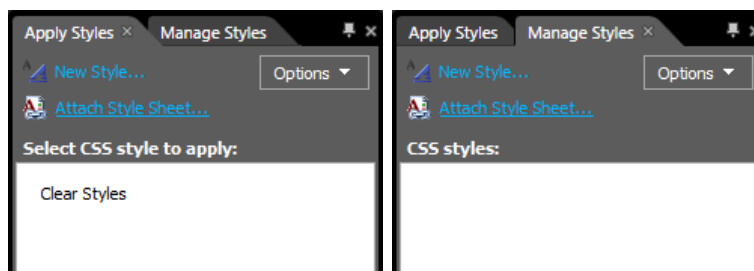 Apply Styles × Manage Styles ×
New Style... Options
Attach Style Sheet...
Select CSS style to apply:
Clear Styles
Apply Styles Manage Styles ×
New Style... Options
Attach Style Sheet...
CSS styles: